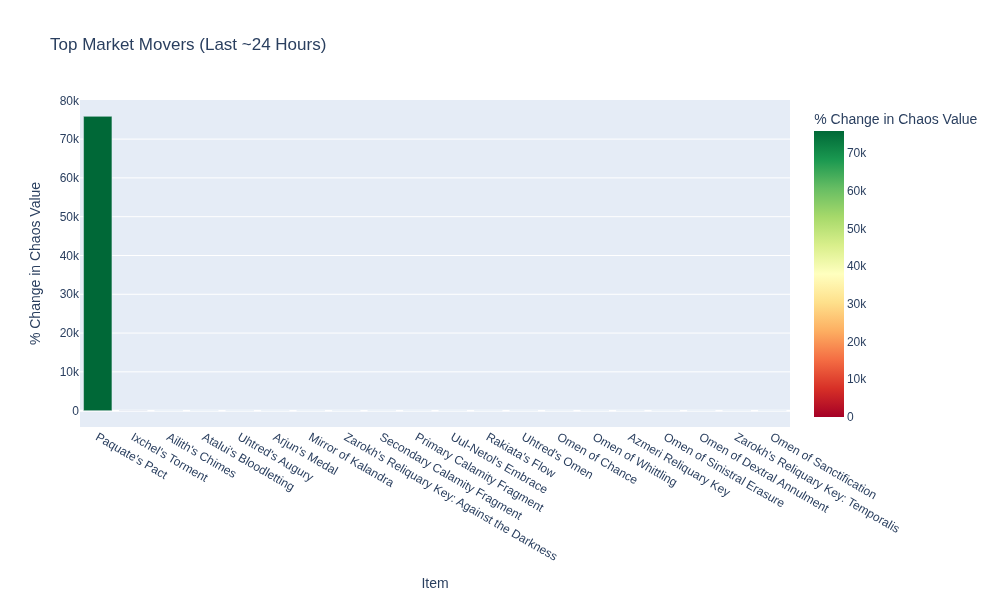 Top Market Movers (Last ~24 Hours)
% Change in Chaos Value
80k
70k
60k
50k
40k
30k
20k
10k
0
% Change in Chaos Value
70k
60k
50k
40k
30k
20k
10k
0
Paquate's Pact
Ixchel's Torment
Ailith's Chimes
Atalui's Bloodletting
Uhtred's Augury
Arjun's Medal
Mirror of Kalandra
Zarokh's Reliquary Key: Against the Darkness
Secondary Calamity Fragment
Primary Calamity Fragment
Uul-Netol's Embrace
Rakiata's Flow
Uhtred's Omen
Omen of Chance
Omen of Whittling
Azmeri Reliquary Key
Omen of Sinistral Erasure
Omen of Dextral Annulment
Zarokh's Reliquary Key: Temporalis
Omen of Sanctification
Item